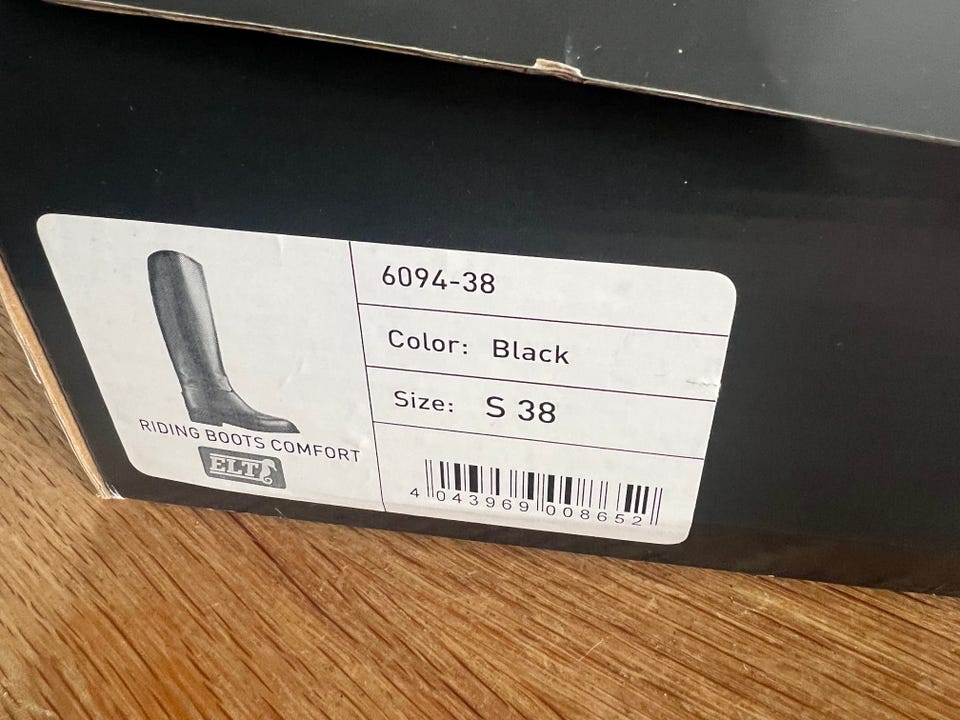 6094-38
Color: Black
Size: S 38
RIDING BOOTS COMFORT
ELT
4 043969 008652